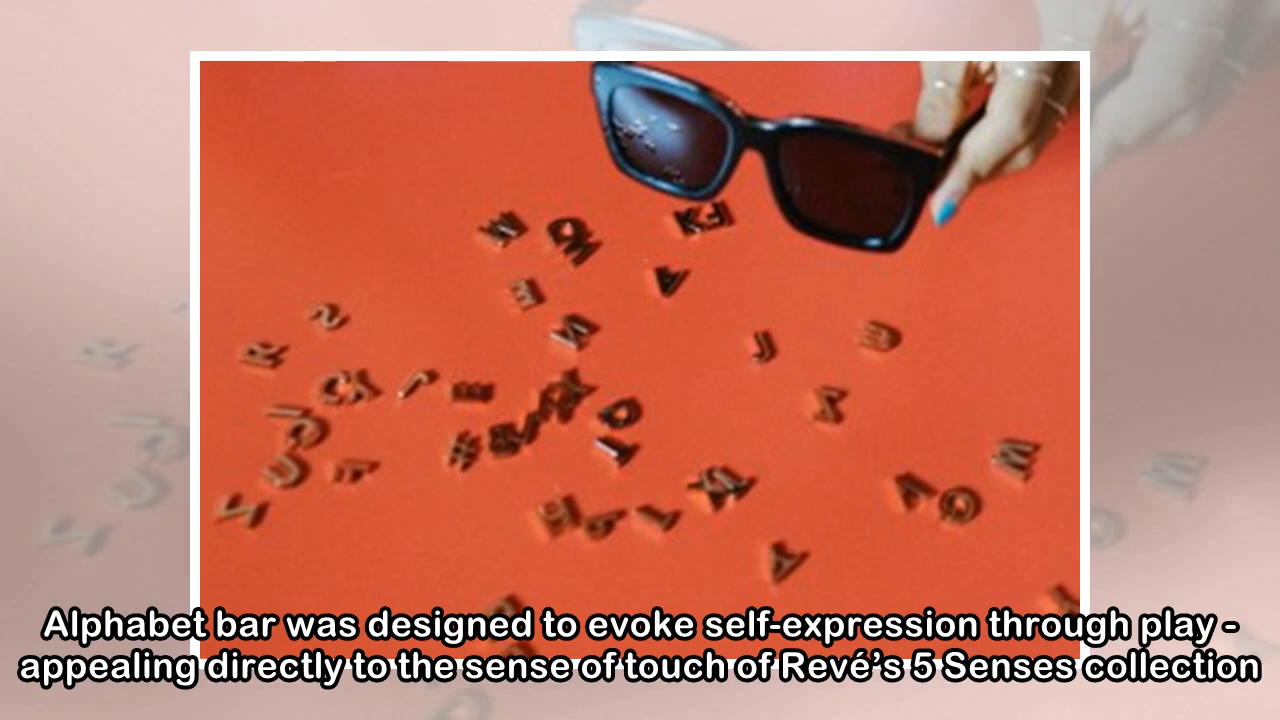 Alphabet bar was designed to evoke self-expression through play -
appealing directly to the sense of touch of Revé’s 5 Senses collection